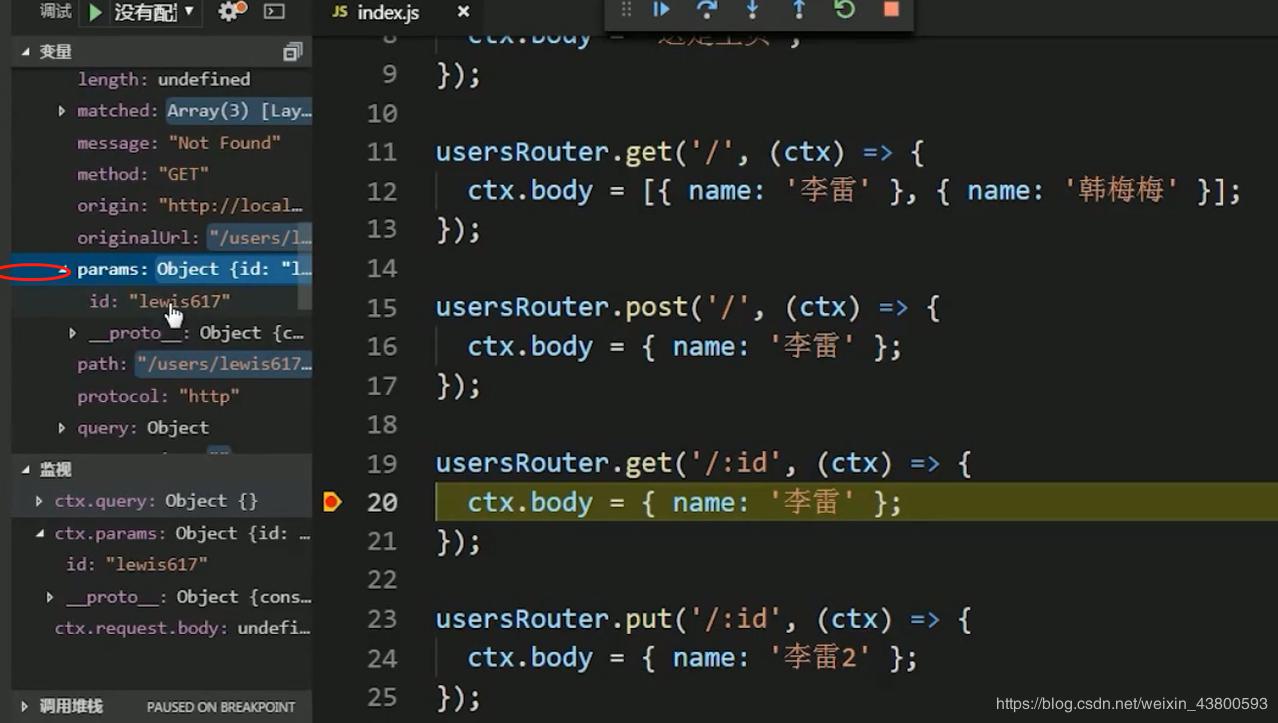 调试 没有配
变量
length: undefined
matched: Array(3) [Lay…
message: "Not Found"
method: "GET"
origin: "http://local…
originalUrl: "/users/l…
params: Object {id: "l…
id: "lewis617"
__proto__: Object {c…
path: "/users/lewis617…
protocol: "http"
query: Object
监视
ctx.query: Object {}
ctx.params: Object {id: …
id: "lewis617"
__proto__: Object {cons…
ctx.request.body: undefi…
调用堆栈 PAUSED ON BREAKPOINT
JS index.js ×
8 ctx.body = '这是主页';
9 });
10
11 usersRouter.get('/', (ctx) => {
12 ctx.body = [{ name: '李雷' }, { name: '韩梅梅' }];
13 });
14
15 usersRouter.post('/', (ctx) => {
16 ctx.body = { name: '李雷' };
17 });
18
19 usersRouter.get('/:id', (ctx) => {
20 ctx.body = { name: '李雷' };
21 });
22
23 usersRouter.put('/:id', (ctx) => {
24 ctx.body = { name: '李雷2' };
25 });
https://blog.csdn.net/weixin_43800593